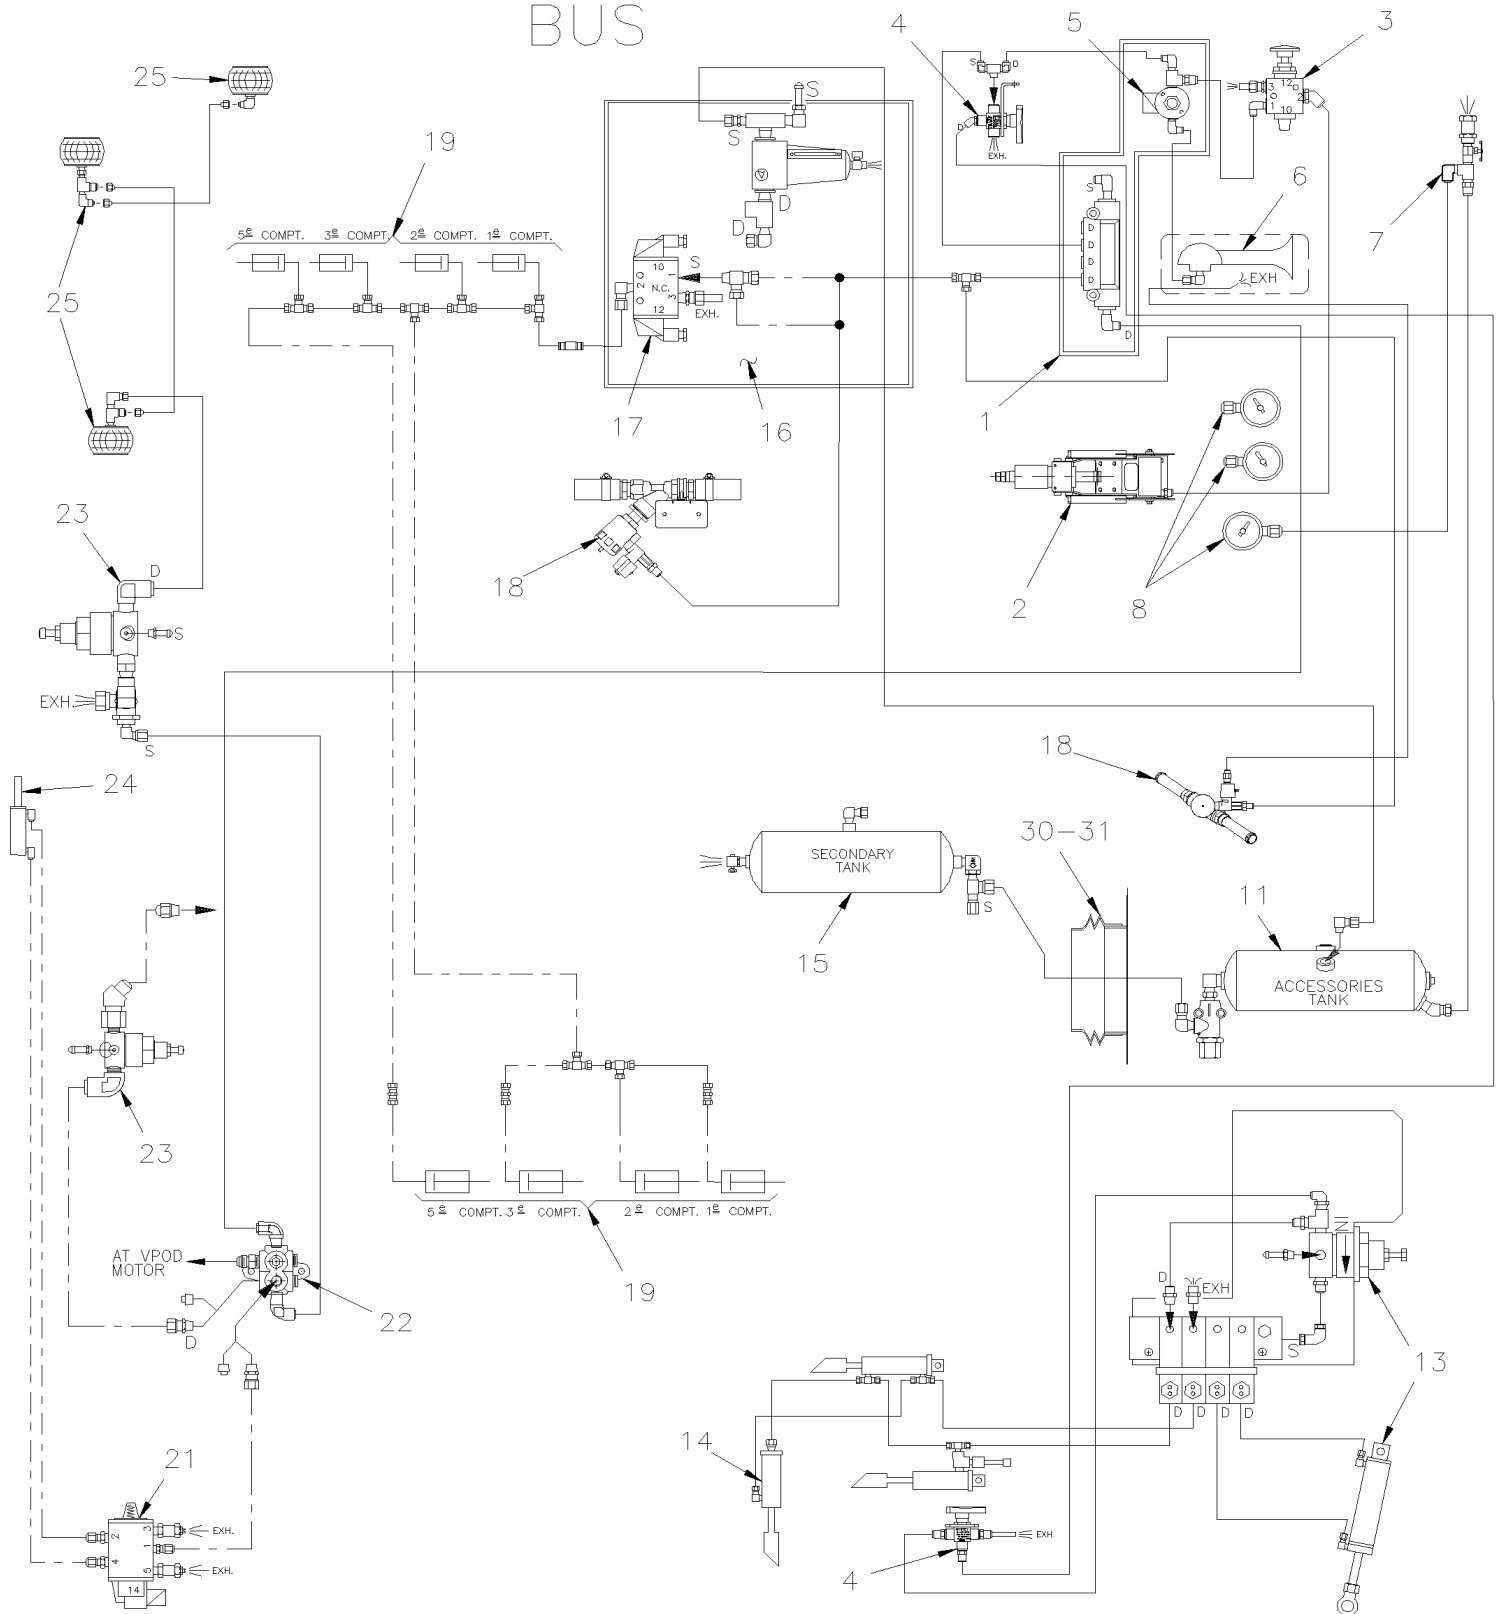 BUS
4
5
3
25
19
S
D
S
3
12
2
1
10
S
D
EXH.
6
7
5e COMPT.
3e COMPT.
2e COMPT.
1e COMPT.
D
D
S
D
D
D
D
EXH
25
10
2
N.C.
1
3
12
S
EXH.
D
17
16
1
23
18
2
8
D
S
EXH.
S
24
18
SECONDARY
TANK
30-31
11
S
15
ACCESSORIES
TANK
23
5e COMPT.
3e COMPT.
2e COMPT.
1e COMPT.
19
AT VPOD
MOTOR
22
D
IN
D
EXH
S
13
D
D
D
D
14
21
2
3
1
4
5
14
EXH.
EXH.
EXH.
4